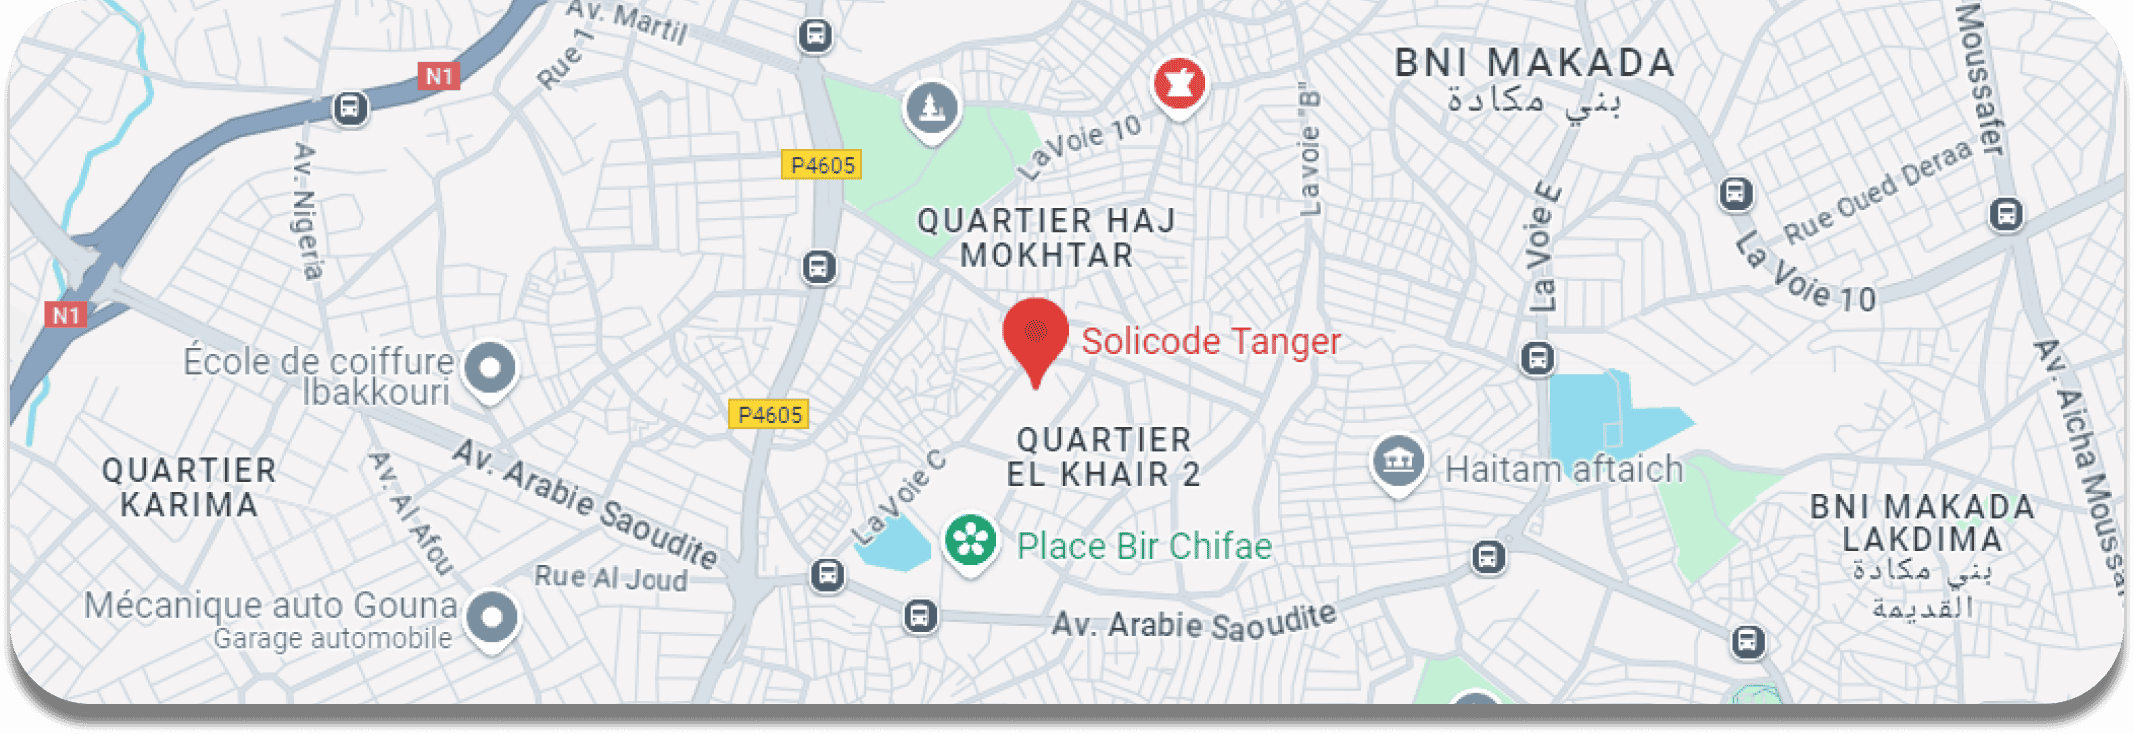 Av. Martil
Rue 1
N1
BNI MAKADA
بني مكادة
Moussafer
La Voie 10
La voie "B"
P4605
Av. Nigeria
Rue Oued Deraa
QUARTIER HAJ
MOKHTAR
La Voie E
La Voie 10
N1
Solicode Tanger
École de coiffure
Ibakkouri
P4605
Av. Aicha Moussa
QUARTIER
KARIMA
Av. Arabie Saoudite
Av. Al Afou
La Voie C
QUARTIER
EL KHAIR 2
Haitam aftaich
BNI MAKADA
LAKDIMA
بني مكادة
القديمة
Place Bir Chifae
Rue Al Joud
Mécanique auto Gouna
Garage automobile
Av. Arabie Saoudite